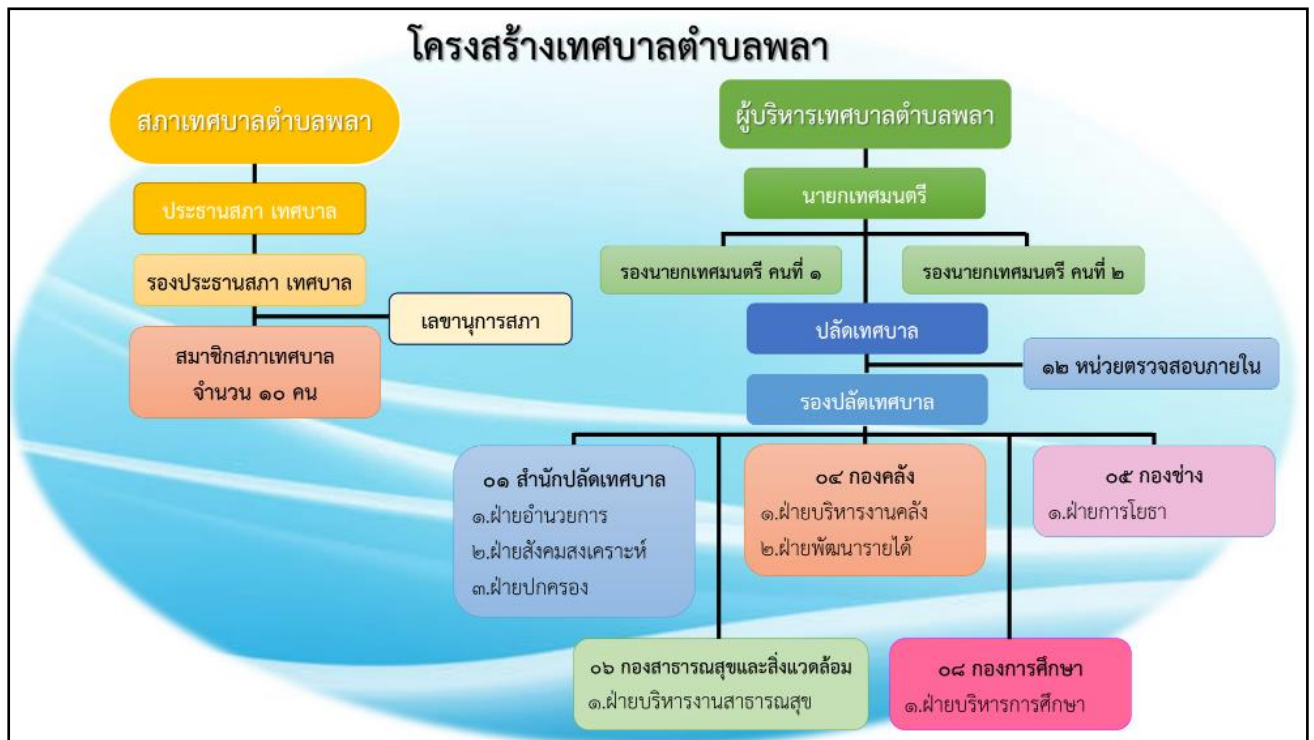 โครงสร้างเทศบาลตำบลพลา
สภาเทศบาลตำบลพลา
ประธานสภา เทศบาล
รองประธานสภา เทศบาล
เลขานุการสภา
สมาชิกสภาเทศบาล
จำนวน ๑๐ คน
ผู้บริหารเทศบาลตำบลพลา
นายกเทศมนตรี
รองนายกเทศมนตรี คนที่ ๑
รองนายกเทศมนตรี คนที่ ๒
ปลัดเทศบาล
๑๒ หน่วยตรวจสอบภายใน
รองปลัดเทศบาล
๐๑ สำนักปลัดเทศบาล
๑.ฝ่ายอำนวยการ
๒.ฝ่ายสังคมสงเคราะห์
๓.ฝ่ายปกครอง
๐๔ กองคลัง
๑.ฝ่ายบริหารงานคลัง
๒.ฝ่ายพัฒนารายได้
๐๕ กองช่าง
๑.ฝ่ายการโยธา
๐๖ กองสาธารณสุขและสิ่งแวดล้อม
๑.ฝ่ายบริหารงานสาธารณสุข
๐๘ กองการศึกษา
๑.ฝ่ายบริหารการศึกษา